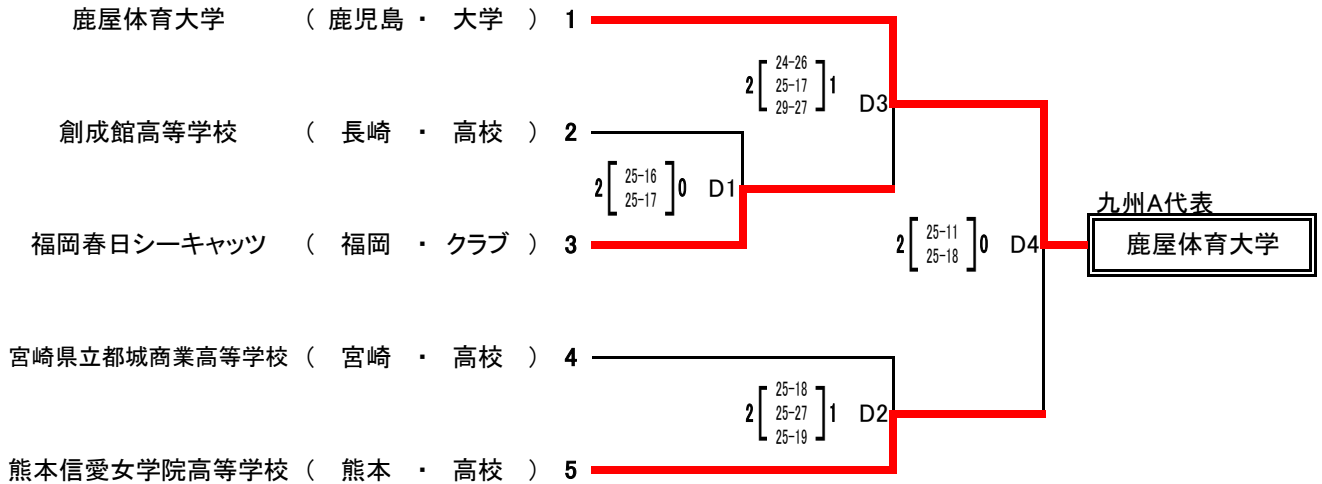 鹿屋体育大学 （ 鹿児島 ・ 大学 ） 1
24-26
2 25-17 1 D3
29-27
創成館高等学校 （ 長崎 ・ 高校 ） 2
25-16
2 0 D1
25-17
九州A代表
福岡春日シーキャッツ （ 福岡 ・ クラブ ） 3
25-11
2 0 D4
25-18
鹿屋体育大学
宮崎県立都城商業高等学校 （ 宮崎 ・ 高校 ） 4
25-18
2 25-27 1 D2
25-19
熊本信愛女学院高等学校 （ 熊本 ・ 高校 ） 5